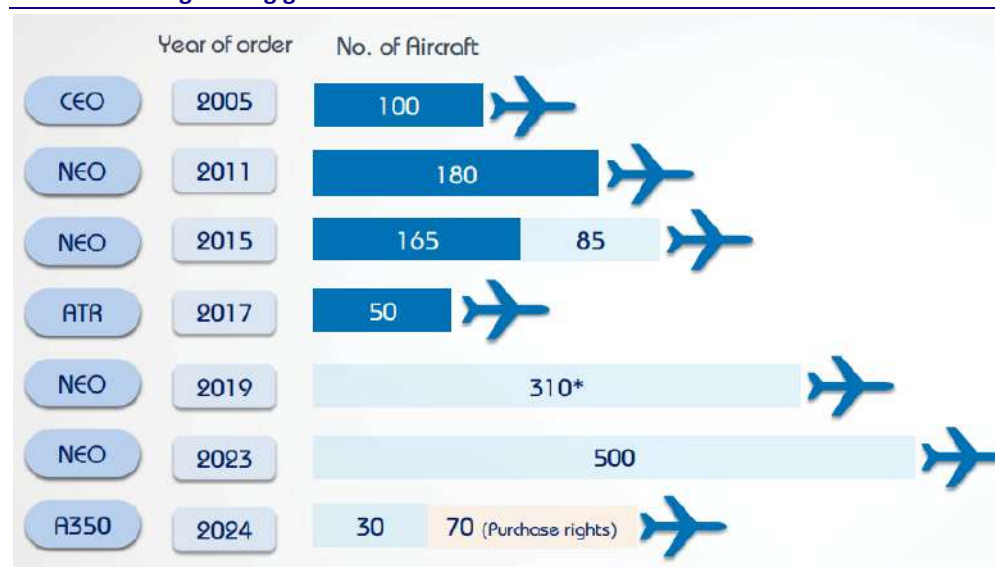 Year of order No. of Aircraft
CEO 2005 100
NEO 2011 180
NEO 2015 165 85
ATR 2017 50
NEO 2019 310*
NEO 2023 500
A350 2024 30 70 (Purchase rights)